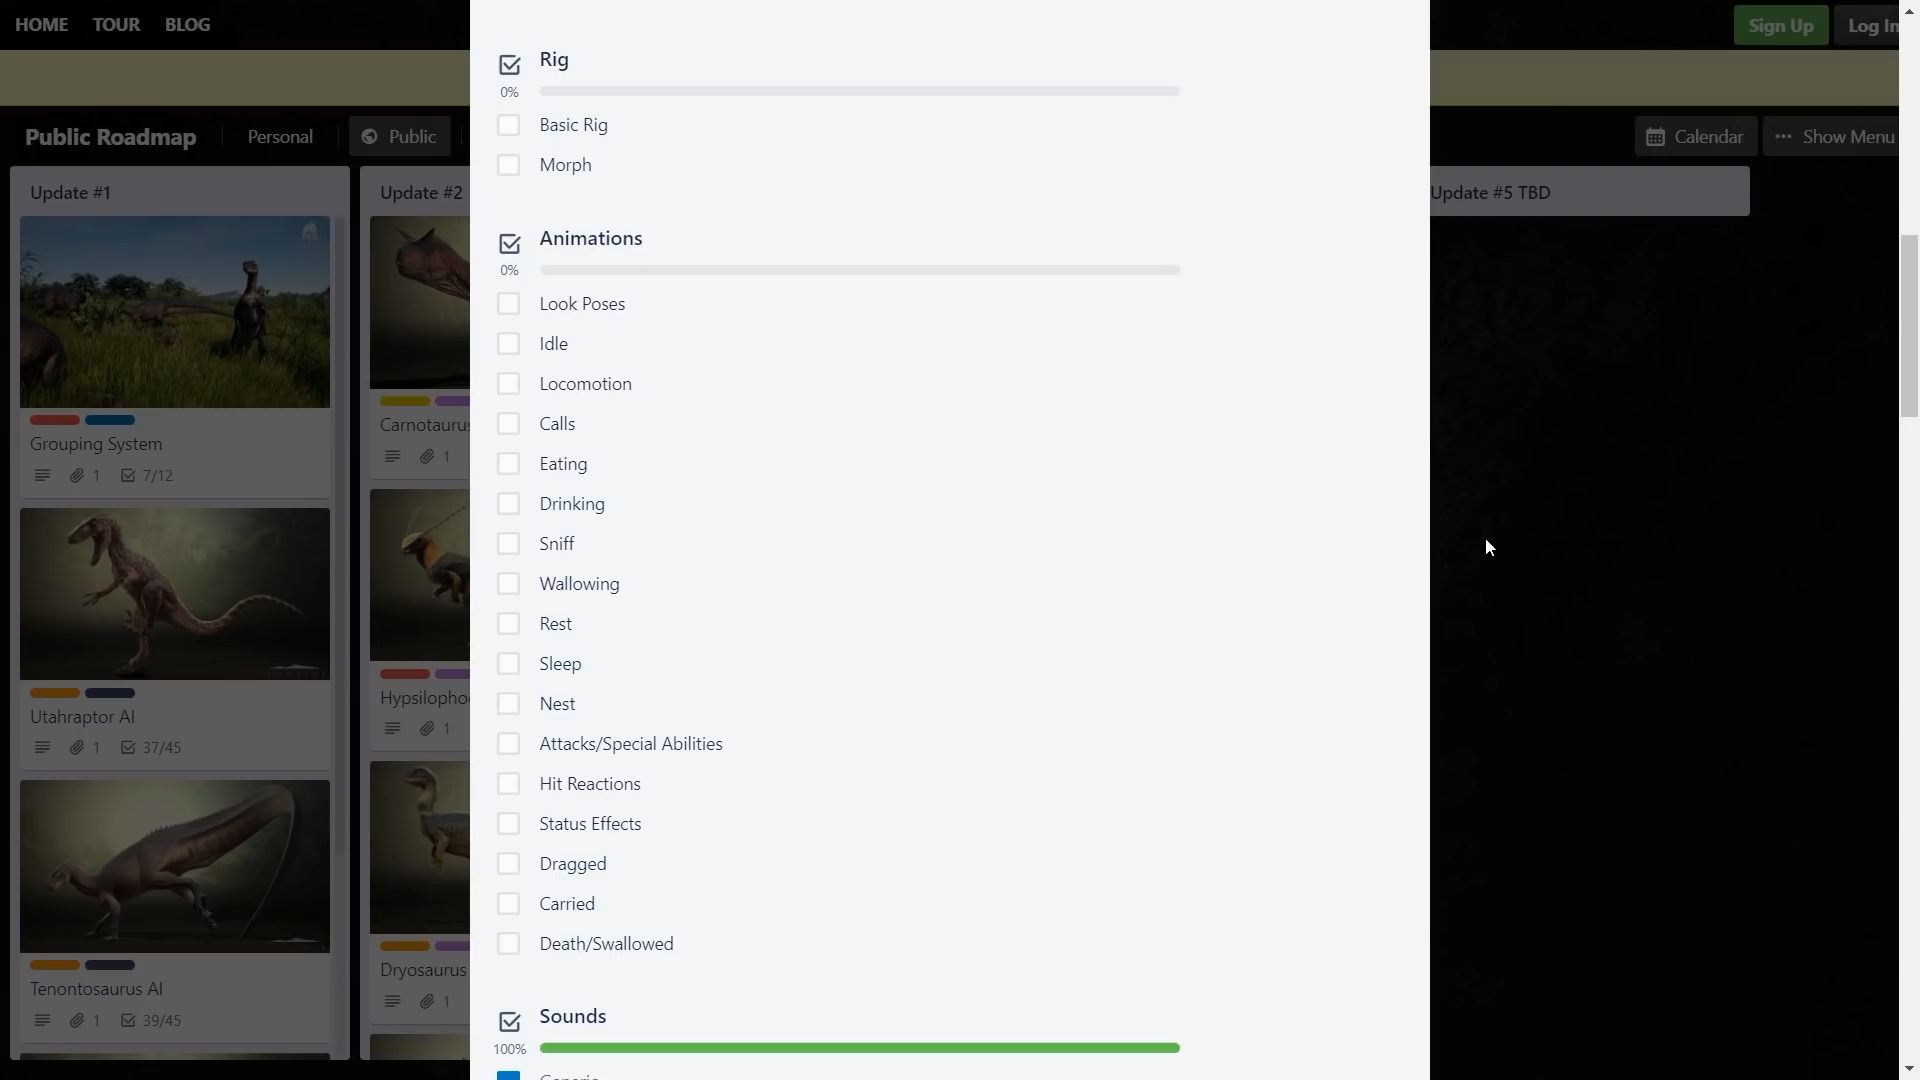 HOME TOUR BLOG
Sign Up Log In
Public Roadmap Personal Public Calendar Show Menu
Update #1
Grouping System
1 7/12
Utahraptor AI
1 37/45
Tenontosaurus AI
1 39/45
Update #2
Carnotaurus
1
1
Dryosaurus
1
Rig
0%
Basic Rig
Morph
Animations
0%
Look Poses
Idle
Locomotion
Calls
Eating
Drinking
Sniff
Wallowing
Rest
Sleep
Nest
Attacks/Special Abilities
Hit Reactions
Status Effects
Dragged
Carried
Death/Swallowed
Sounds
100%
Update #5 TBD